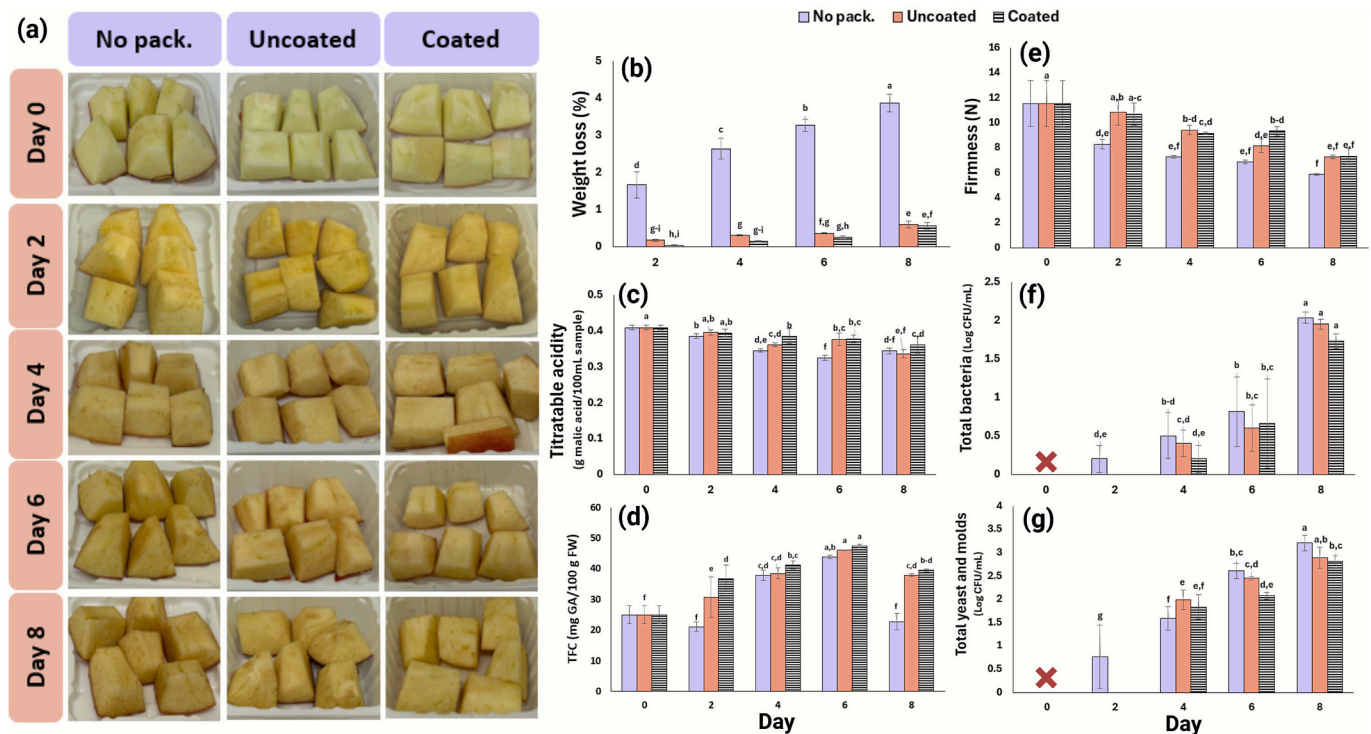 (a)
No pack.
Uncoated
Coated
Day 0
Day 2
Day 4
Day 6
Day 8
No pack. Uncoated Coated
(b)
Weight loss (%)
5
4
3
2
1
0
d g-i h,i
c g g-i
b f,g g,h
a e e,f
2 4 6 8
(c)
Titratable acidity
(g malic acid/100mL sample)
0.5
0.4
0.3
0.2
0.1
0
a
b a,b a,b
d,e c,d b
f b,c b,c
d-f e,f c,d
0 2 4 6 8
(d)
TFC (mg GA/100 g FW)
60
50
40
30
20
10
0
f f
f e d
c,d c,d b,c
a,b a a
f c,d b-d
0 2 4 6 8
Day
(e)
Firmness (N)
16
14
12
10
8
6
4
2
0
a
d,e a,b a-c
e,f b-d c,d
e,f d,e b-d
f e,f e,f
0 2 4 6 8
(f)
Total bacteria (Log CFU/mL)
2.5
2
1.5
1
0.5
0
d,e
b-d c,d d,e
b b,c b,c
a a a
0 2 4 6 8
(g)
Total yeast and molds
(Log CFU/mL)
4
3.5
3
2.5
2
1.5
1
0.5
0
g
f e e,f
b,c c,d d,e
a a,b b,c
0 2 4 6 8
Day